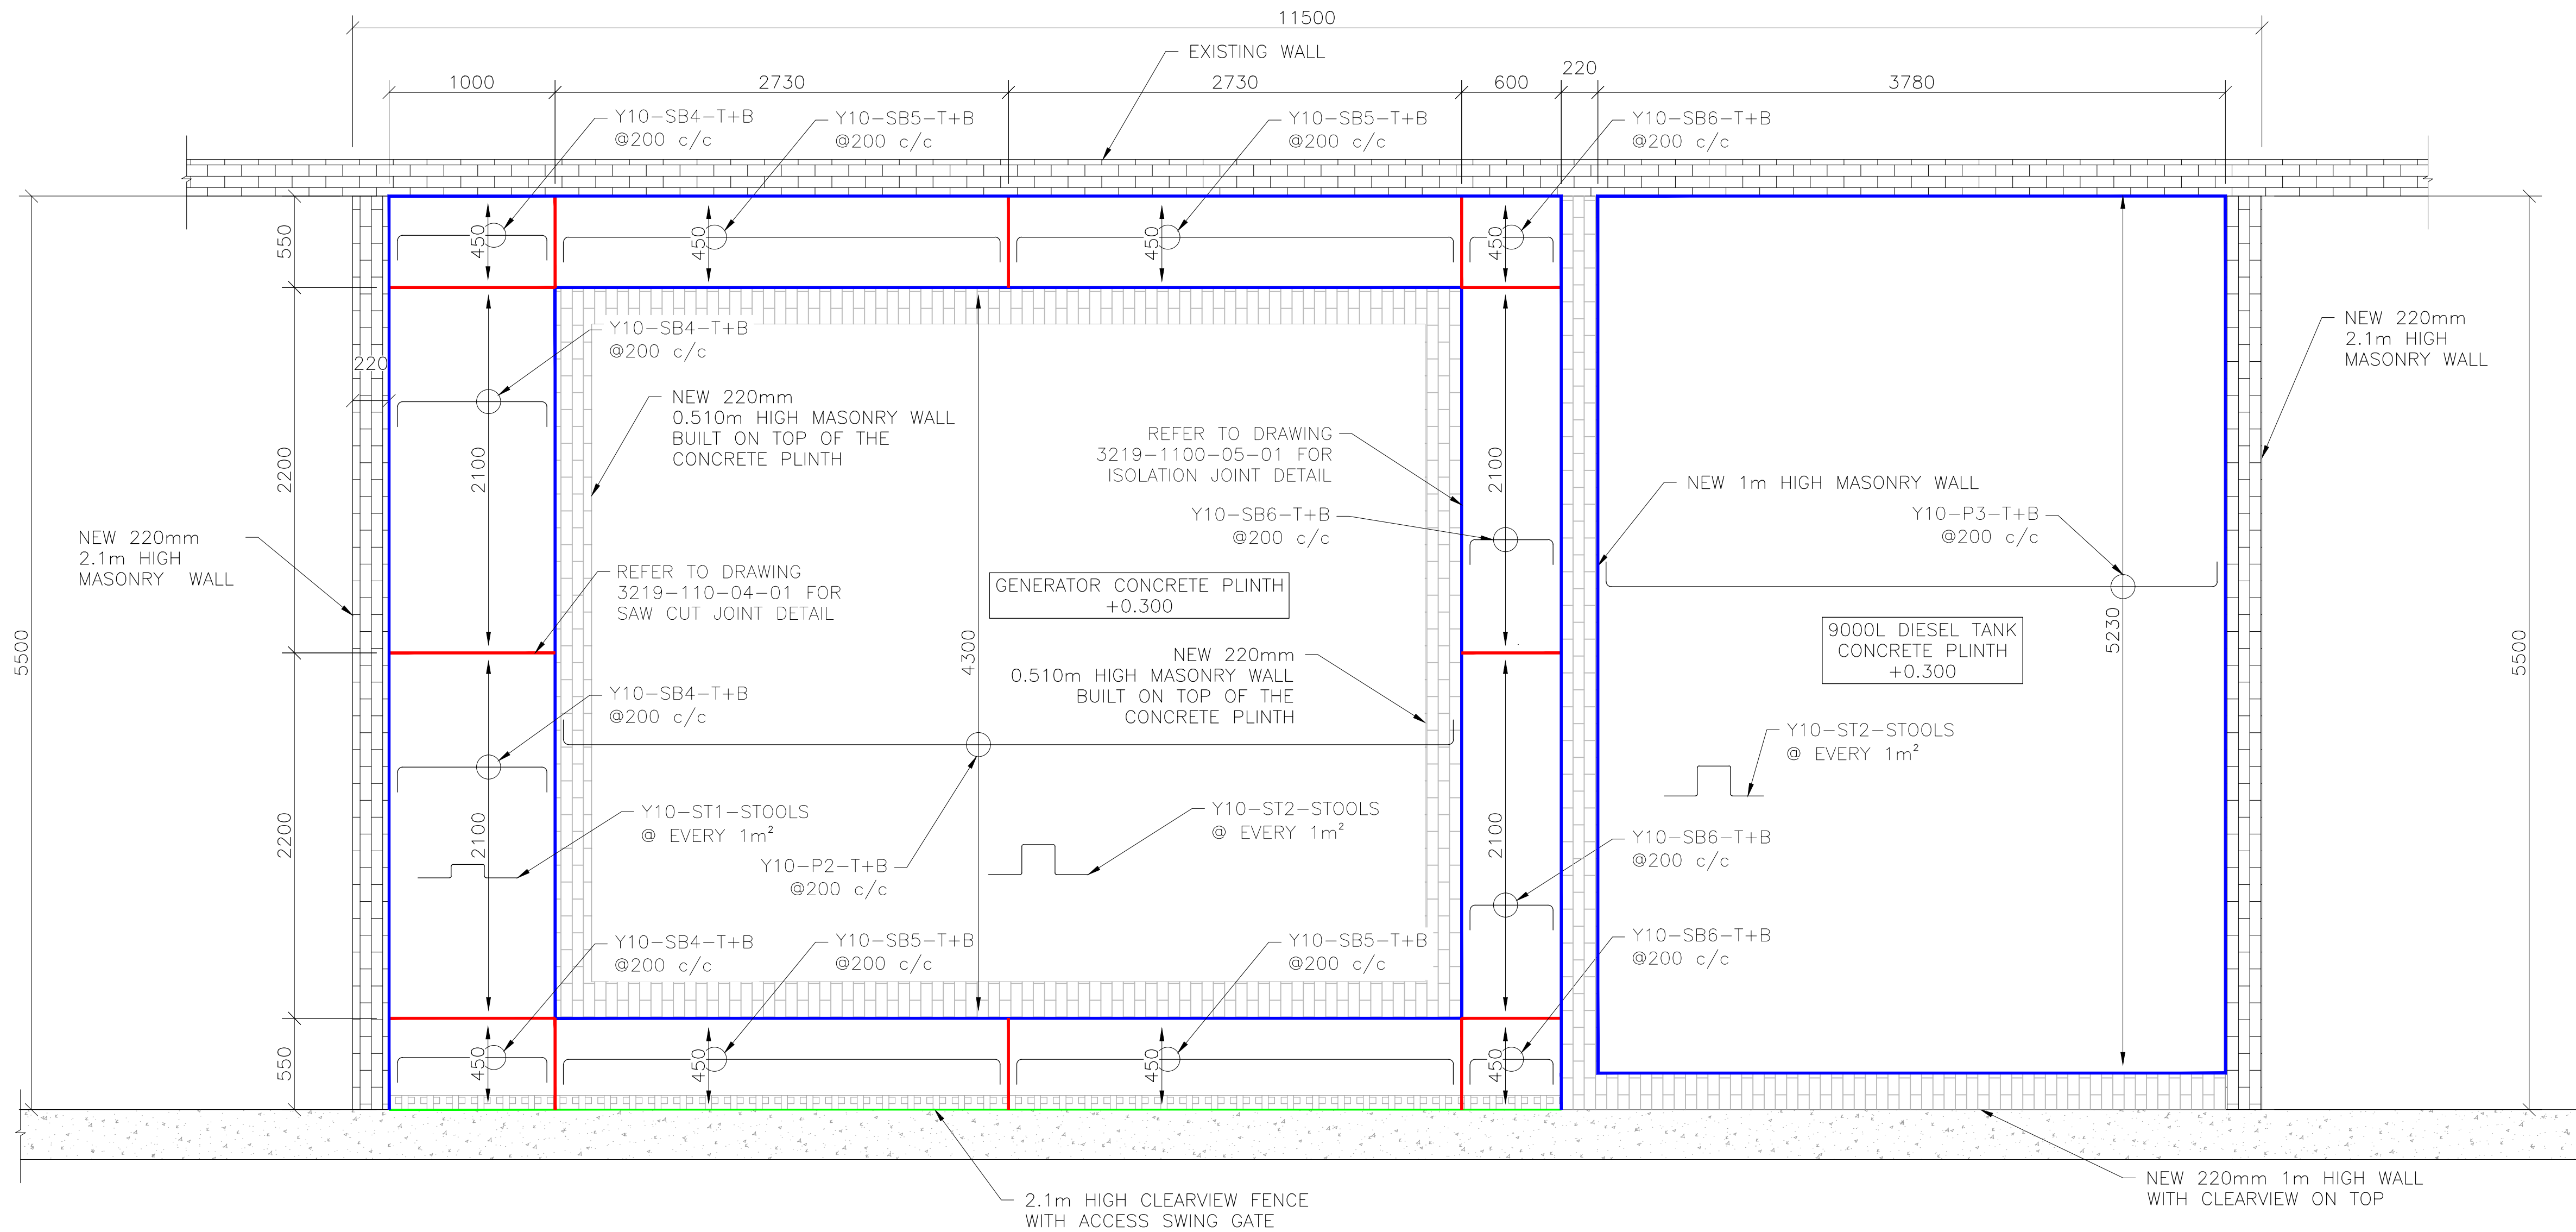 11500
EXISTING WALL
1000
2730
2730
600
220
3780
Y10-SB4-T+B
@200 c/c
Y10-SB5-T+B
@200 c/c
Y10-SB5-T+B
@200 c/c
Y10-SB6-T+B
@200 c/c
550
450
450
450
450
Y10-SB4-T+B
@200 c/c
220
NEW 220mm
0.510m HIGH MASONRY WALL
BUILT ON TOP OF THE
CONCRETE PLINTH
REFER TO DRAWING
3219-1100-05-01 FOR
ISOLATION JOINT DETAIL
NEW 220mm
2.1m HIGH
MASONRY WALL
2200
2100
2100
NEW 1m HIGH MASONRY WALL
Y10-SB6-T+B
@200 c/c
Y10-P3-T+B
@200 c/c
NEW 220mm
2.1m HIGH
MASONRY WALL
REFER TO DRAWING
3219-110-04-01 FOR
SAW CUT JOINT DETAIL
GENERATOR CONCRETE PLINTH
+0.300
9000L DIESEL TANK
CONCRETE PLINTH
+0.300
5500
4300
5230
5500
NEW 220mm
0.510m HIGH MASONRY WALL
BUILT ON TOP OF THE
CONCRETE PLINTH
Y10-SB4-T+B
@200 c/c
Y10-ST2-STOOLS
@ EVERY 1m²
2200
2100
Y10-ST1-STOOLS
@ EVERY 1m²
Y10-P2-T+B
@200 c/c
Y10-ST2-STOOLS
@ EVERY 1m²
2100
Y10-SB6-T+B
@200 c/c
Y10-SB4-T+B
@200 c/c
Y10-SB5-T+B
@200 c/c
Y10-SB5-T+B
@200 c/c
Y10-SB6-T+B
@200 c/c
550
450
450
450
450
2.1m HIGH CLEARVIEW FENCE
WITH ACCESS SWING GATE
NEW 220mm 1m HIGH WALL
WITH CLEARVIEW ON TOP